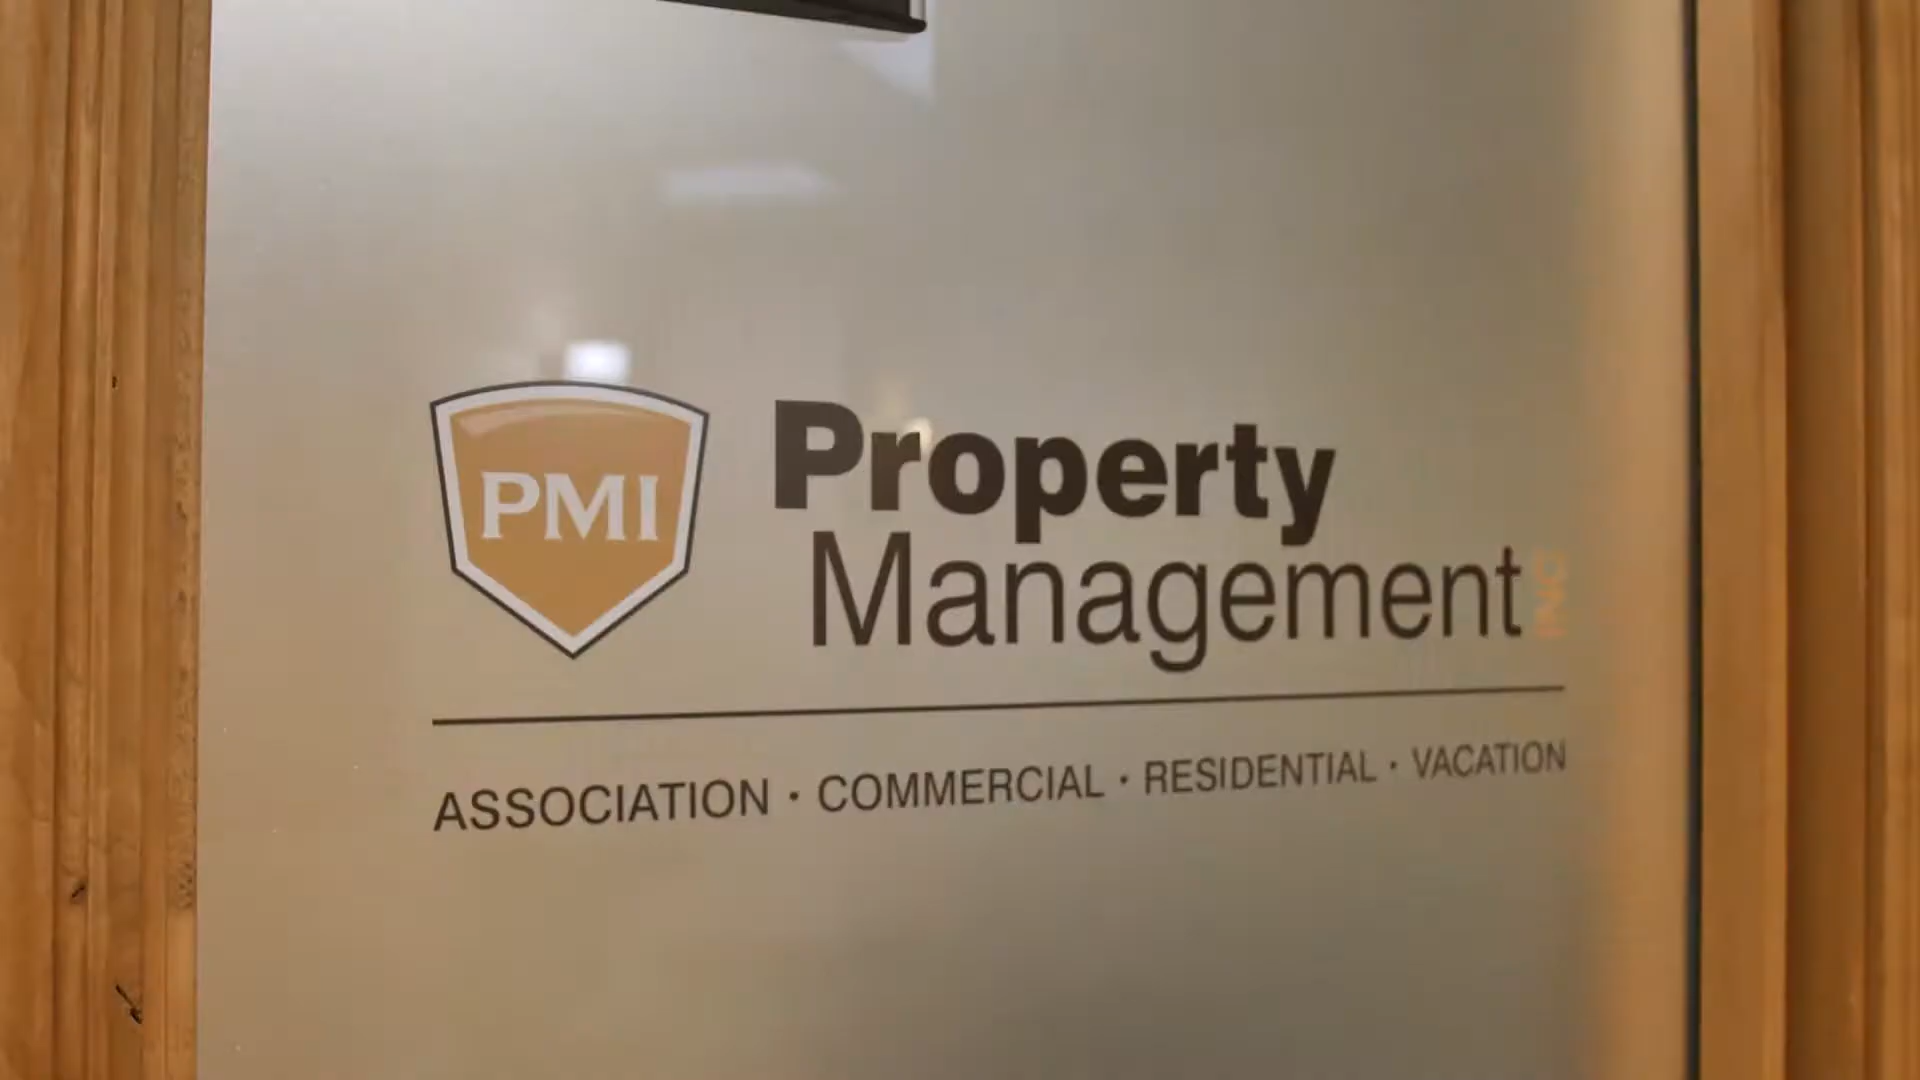 PMI
Property
Management INC
ASSOCIATION · COMMERCIAL · RESIDENTIAL · VACATION